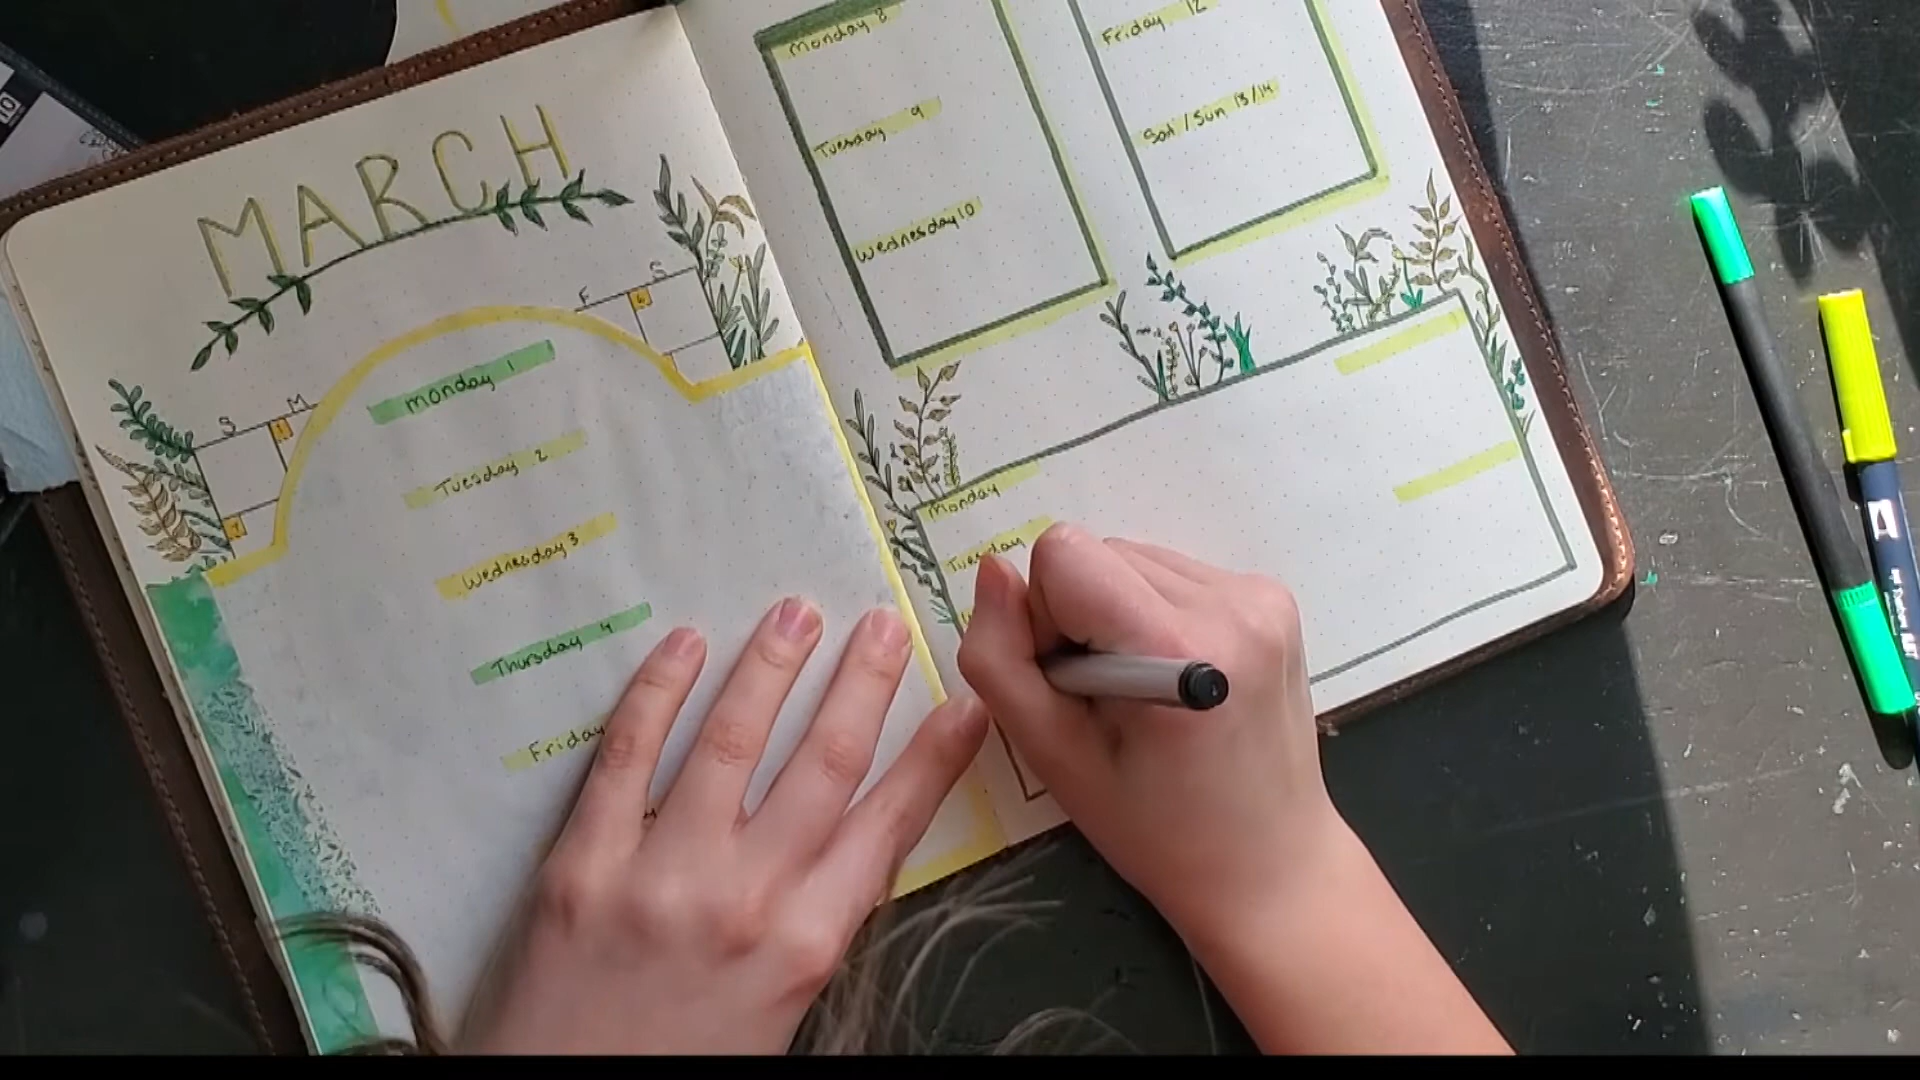 MARCH
S M
F S
1
6
7
Monday 1
Tuesday 2
Wednesday 3
Thursday 4
Friday
Monday 8
Tuesday 9
Wednesday 10
Friday 12
Sat / Sun 13/14
Monday
Tuesday
10